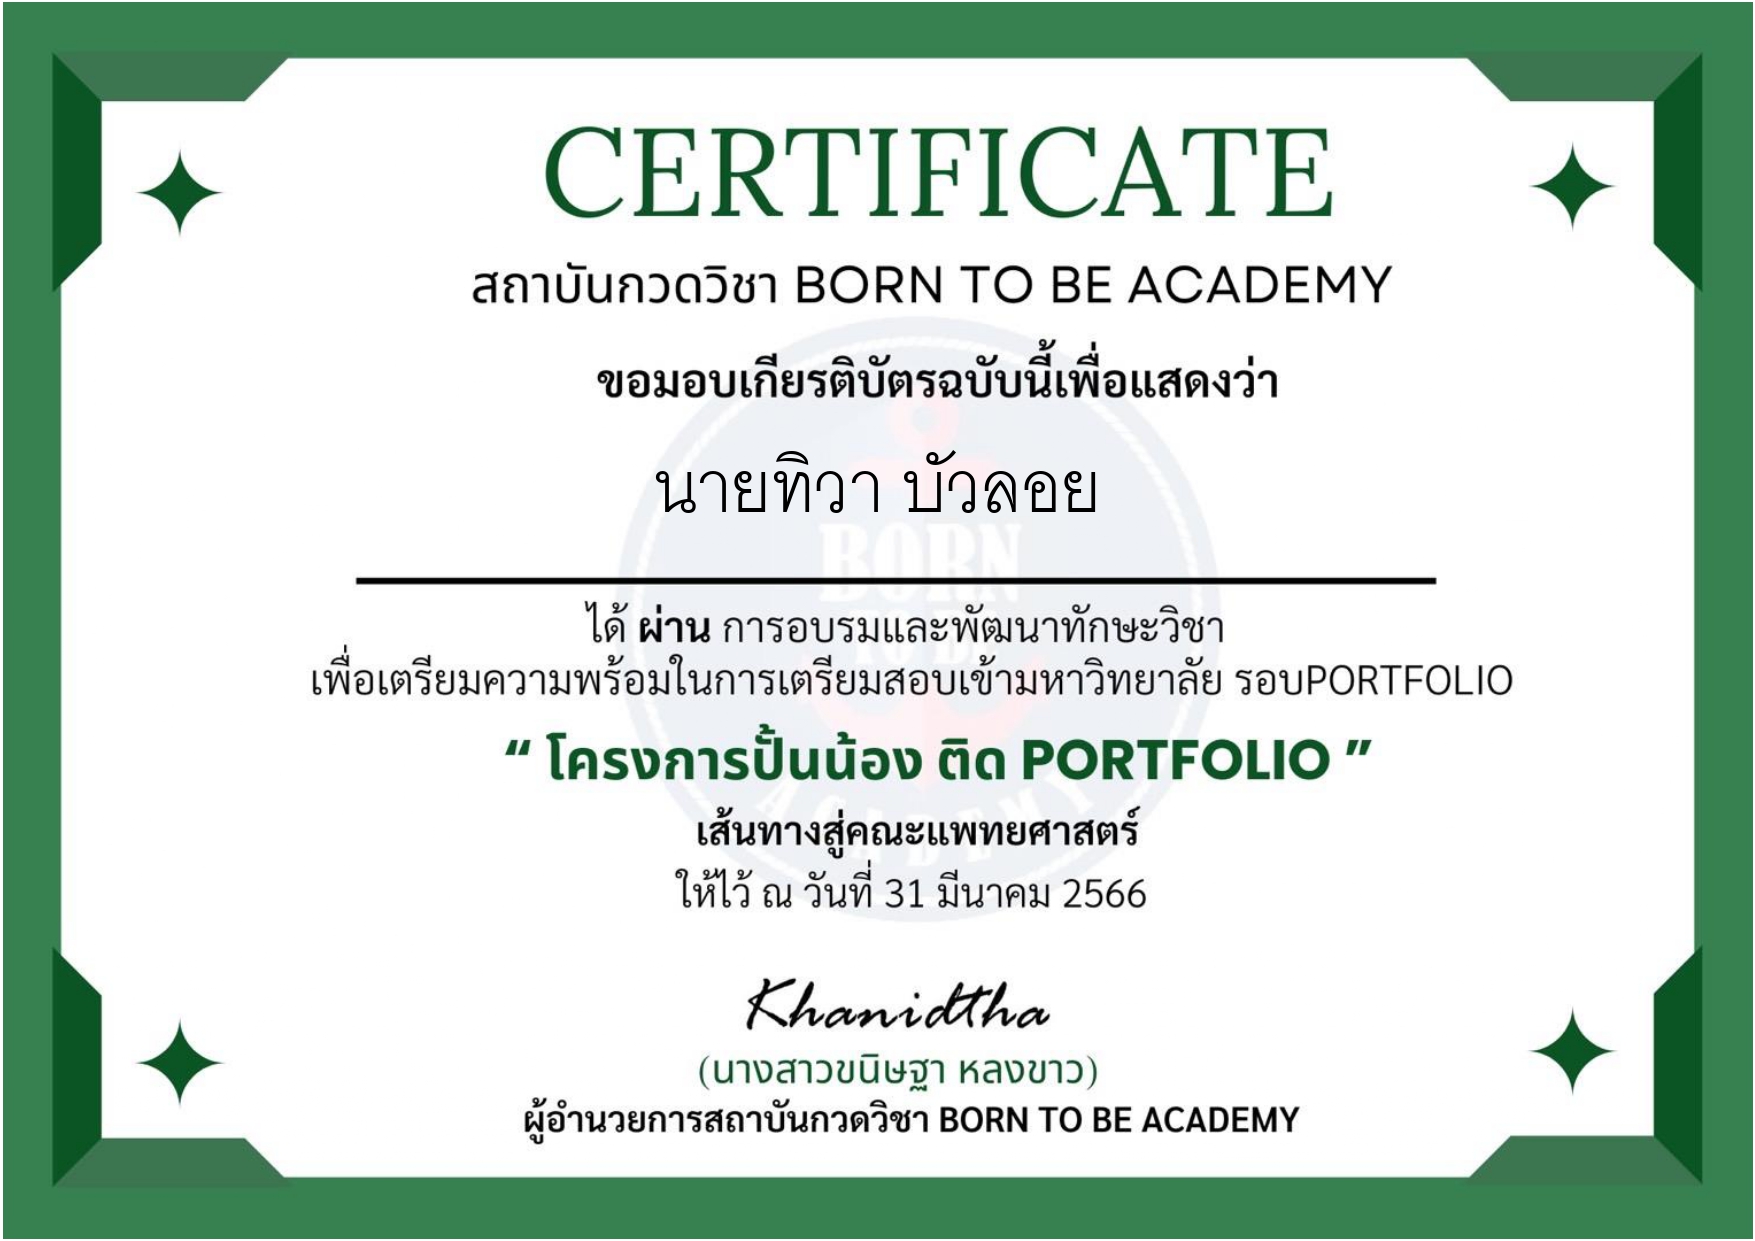 CERTIFICATE
สถาบันกวดวิชา BORN TO BE ACADEMY
ขอมอบเกียรติบัตรฉบับนี้เพื่อแสดงว่า
นายทิวา บัวลอย
BORN
TO BE
ได้ ผ่าน การอบรมและพัฒนาทักษะวิชา
เพื่อเตรียมความพร้อมในการเตรียมสอบเข้ามหาวิทยาลัย รอบPORTFOLIO
“ โครงการปั้นน้อง ติด PORTFOLIO ”
ACADEMY
เส้นทางสู่คณะแพทยศาสตร์
ให้ไว้ ณ วันที่ 31 มีนาคม 2566
Khanidtha
(นางสาวขนิษฐา หลงขาว)
ผู้อำนวยการสถาบันกวดวิชา BORN TO BE ACADEMY